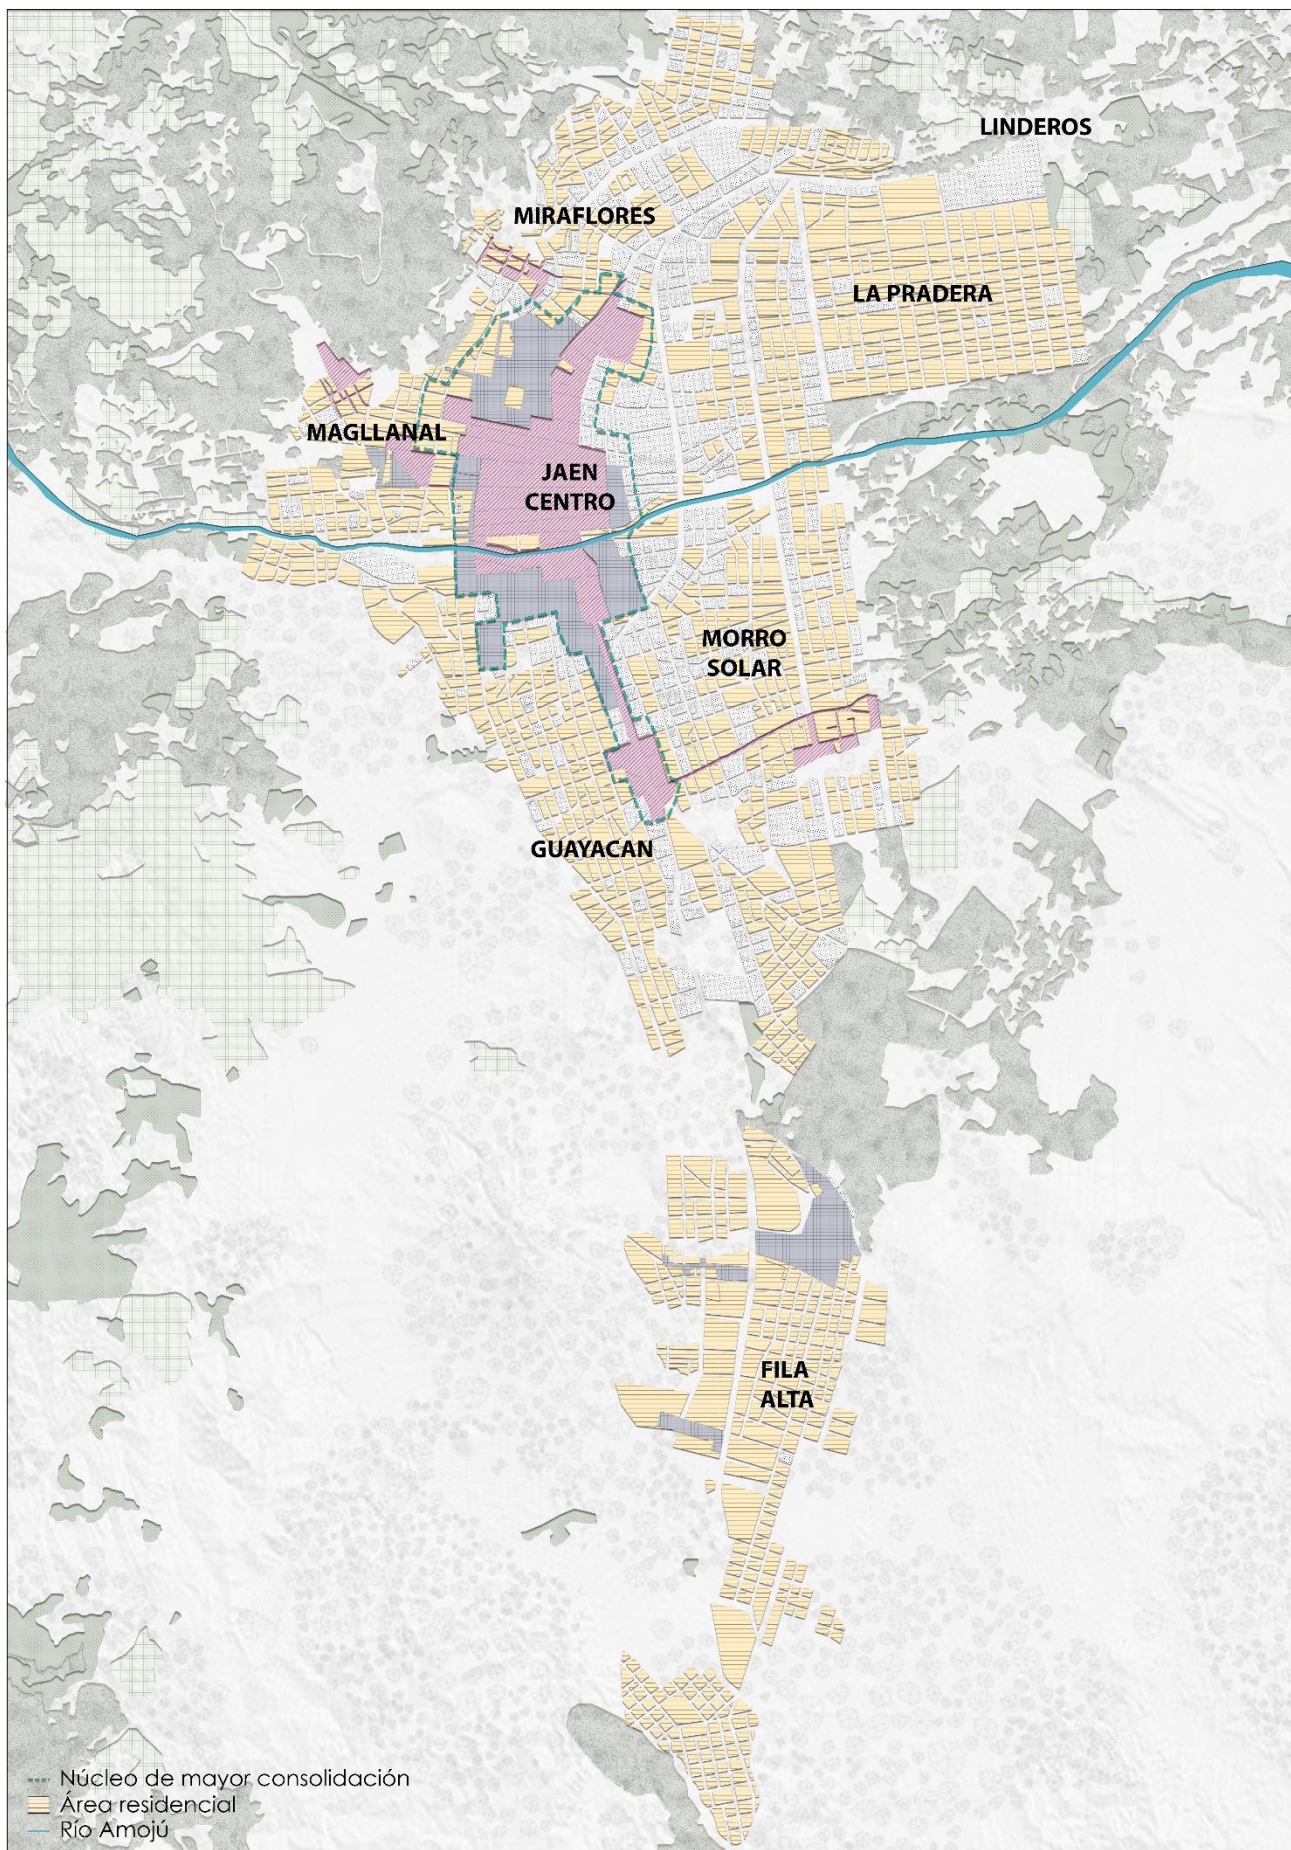 LINDEROS
MIRAFLORES
LA PRADERA
MAGLLANAL
JAEN
CENTRO
MORRO
SOLAR
GUAYACAN
FILA
ALTA
Núcleo de mayor consolidación
Área residencial
Río Amojú